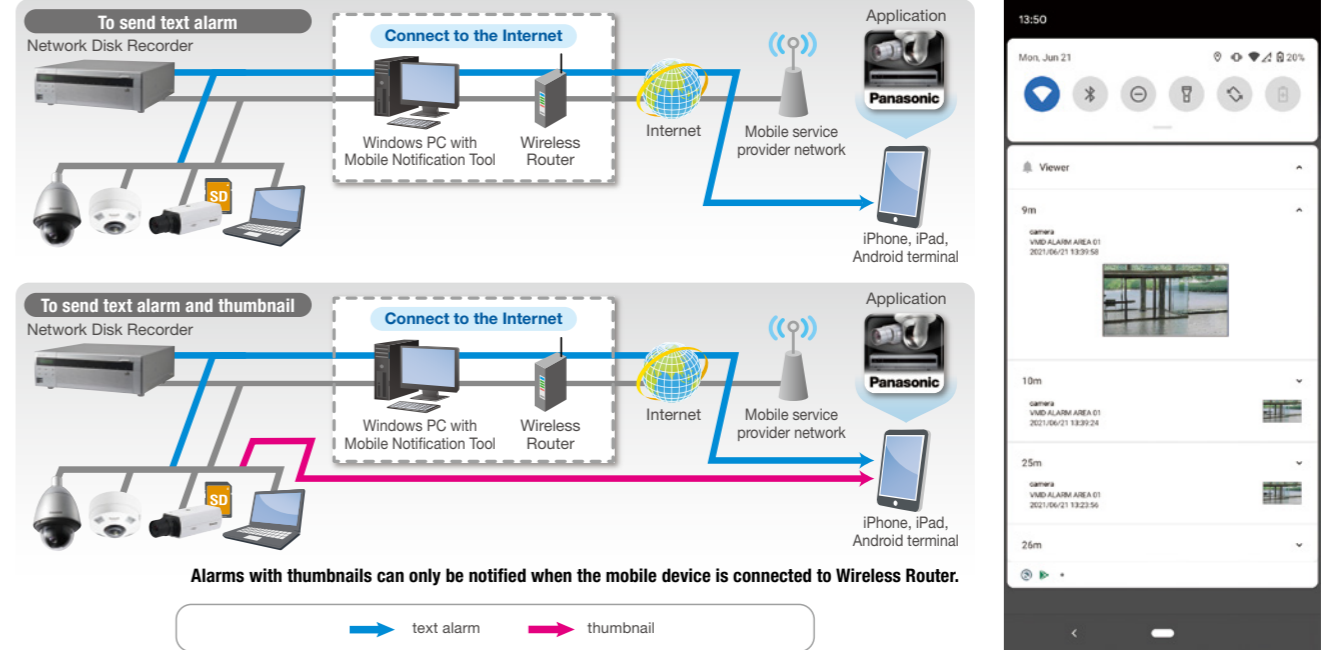 To send text alarm
Network Disk Recorder
Connect to the Internet
Windows PC with
Mobile Notification Tool
Wireless
Router
Internet
Mobile service
provider network
Application
Panasonic
iPhone, iPad,
Android terminal
SD
To send text alarm and thumbnail
Network Disk Recorder
Connect to the Internet
Windows PC with
Mobile Notification Tool
Wireless
Router
Internet
Mobile service
provider network
Application
Panasonic
iPhone, iPad,
Android terminal
SD
Alarms with thumbnails can only be notified when the mobile device is connected to Wireless Router.
text alarm
thumbnail
13:50
Mon, Jun 21
20%
Viewer
9m
camera
VMD ALARM AREA 01
2021/06/21 13:39:58
10m
camera
VMD ALARM AREA 01
2021/06/21 13:39:24
25m
camera
VMD ALARM AREA 01
2021/06/21 13:23:56
26m